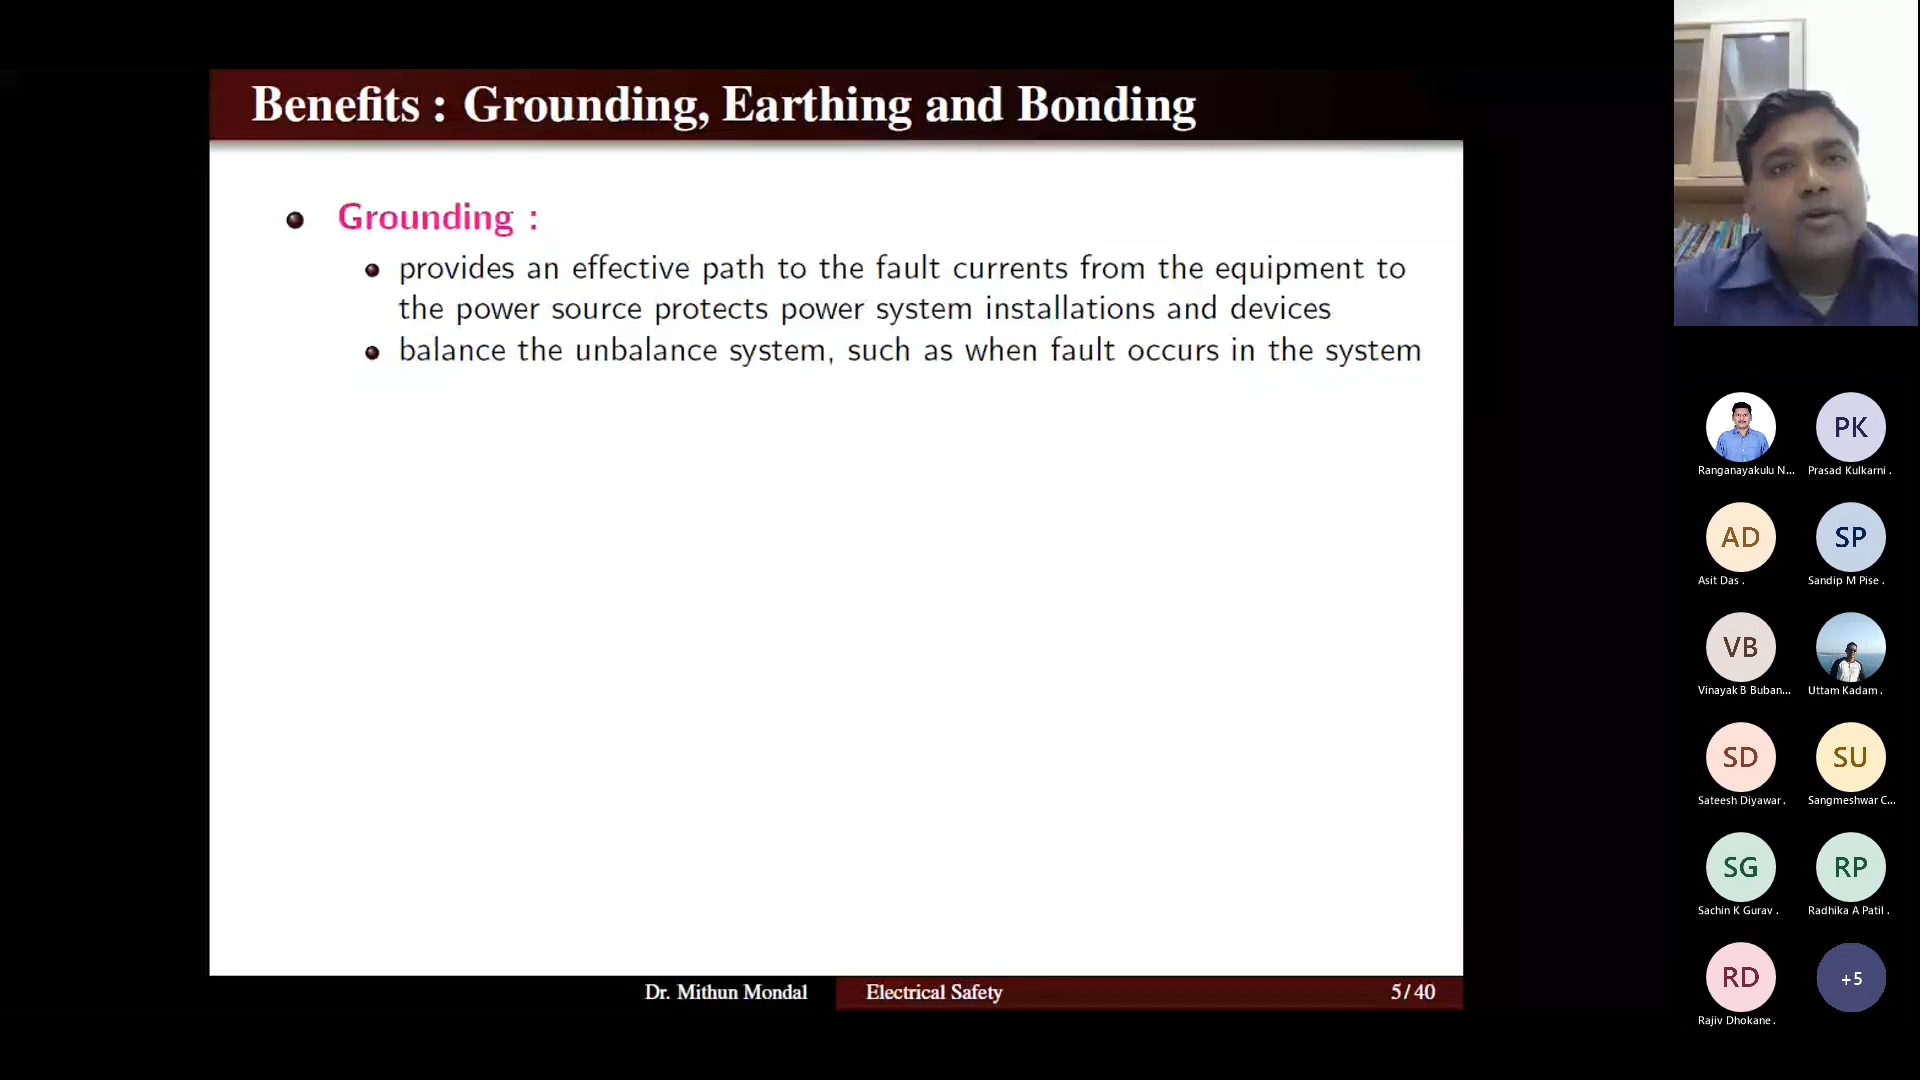 Benefits : Grounding, Earthing and Bonding
Grounding :
provides an effective path to the fault currents from the equipment to
the power source protects power system installations and devices
balance the unbalance system, such as when fault occurs in the system
Dr. Mithun Mondal
Electrical Safety
5/40
PK
Ranganayakulu N...
Prasad Kulkarni .
AD
SP
Asit Das .
Sandip M Pise .
VB
Vinayak B Buban...
Uttam Kadam .
SD
SU
Sateesh Diyawar .
Sangmeshwar C...
SG
RP
Sachin K Gurav .
Radhika A Patil .
RD
+5
Rajiv Dhokane .